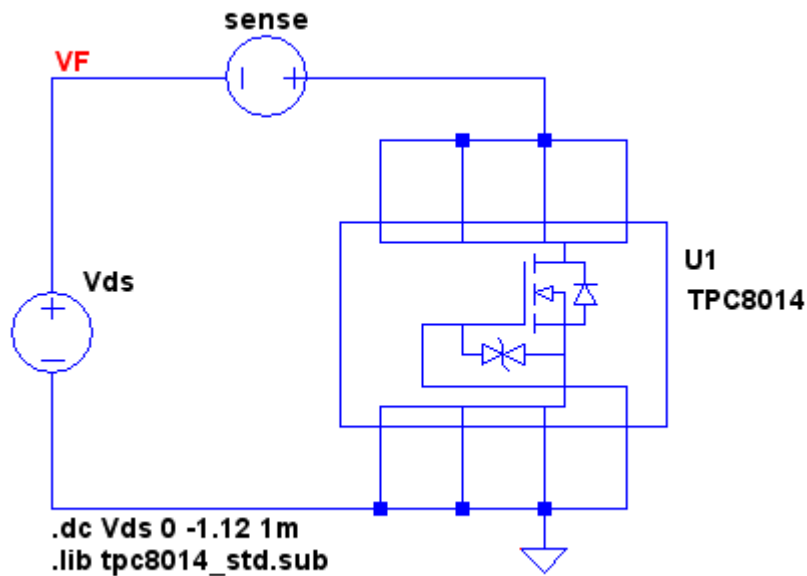 sense
VF
Vds
U1
TPC8014
.dc Vds 0 -1.12 1m
.lib tpc8014_std.sub